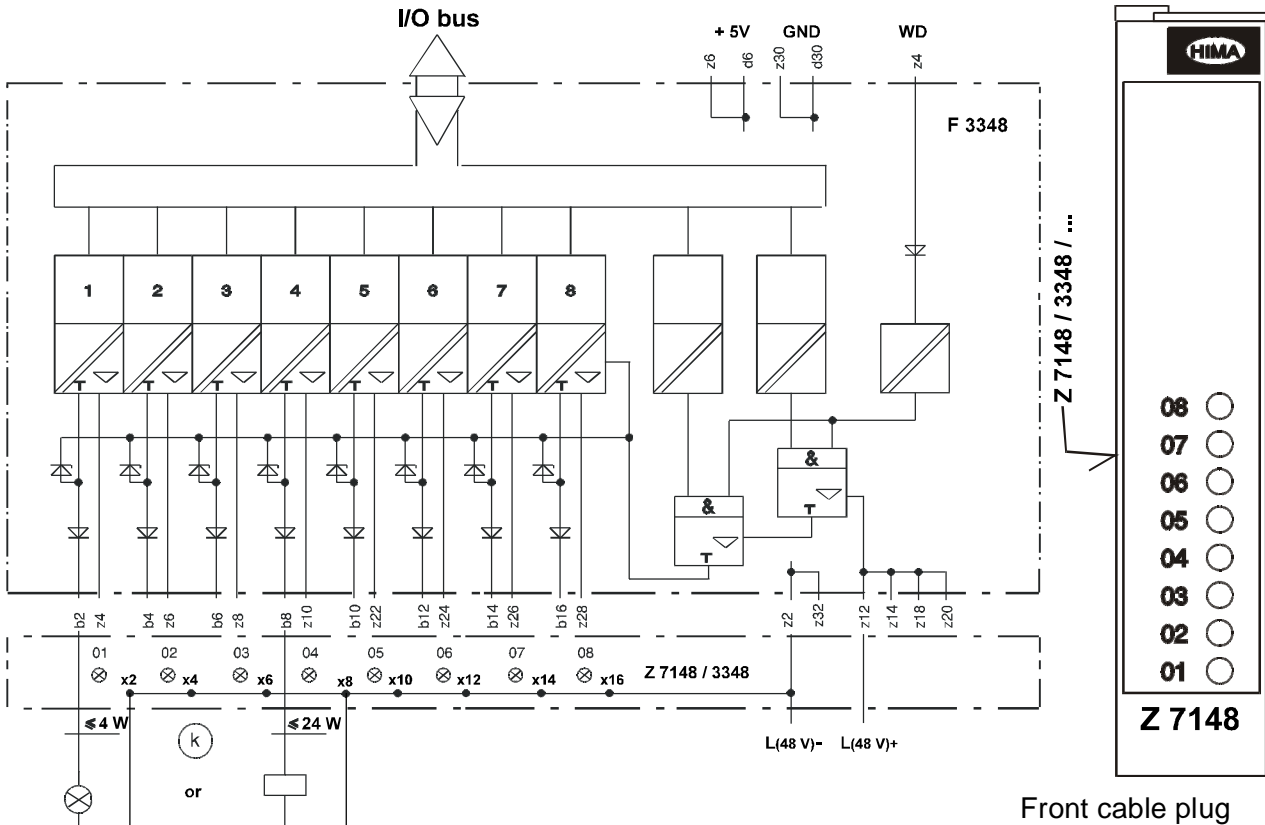 I/O bus
+ 5V GND WD
z6 d6 z30 d30 z4
HIMA
F 3348
1 2 3 4 5 6 7 8
T T T T T T T T
&
T
&
T
Z 7148 / 3348 / ...
b2 z4 b4 z6 b6 z8 b8 z10 b10 z22 b12 z24 b14 z26 b16 z28 z2 z32 z12 z14 z18 z20
01 02 03 04 05 06 07 08
x2 x4 x6 x8 x10 x12 x14 x16
Z 7148 / 3348
≤ 4 W
k
or
≤ 24 W
L(48 V)- L(48 V)+
08
07
06
05
04
03
02
01
Z 7148
Front cable plug